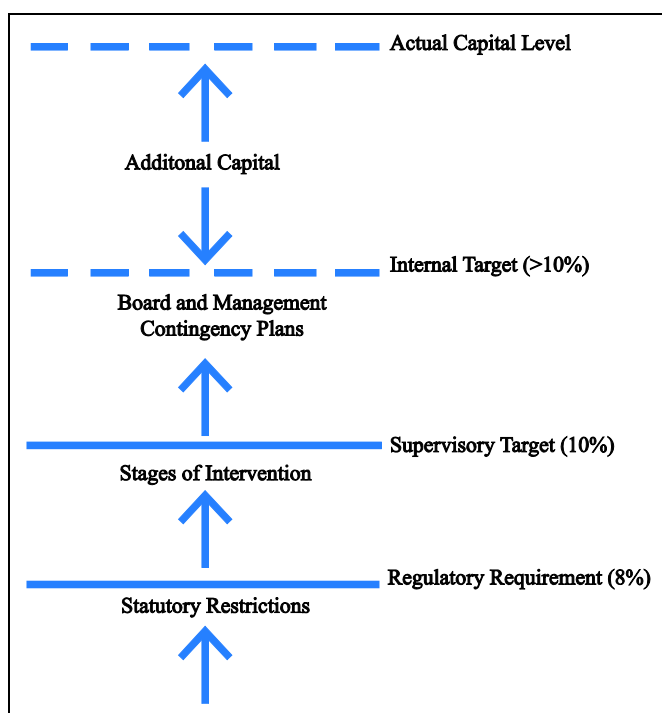 Actual Capital Level
Additonal Capital
Internal Target (>10%)
Board and Management
Contingency Plans
Supervisory Target (10%)
Stages of Intervention
Regulatory Requirement (8%)
Statutory Restrictions